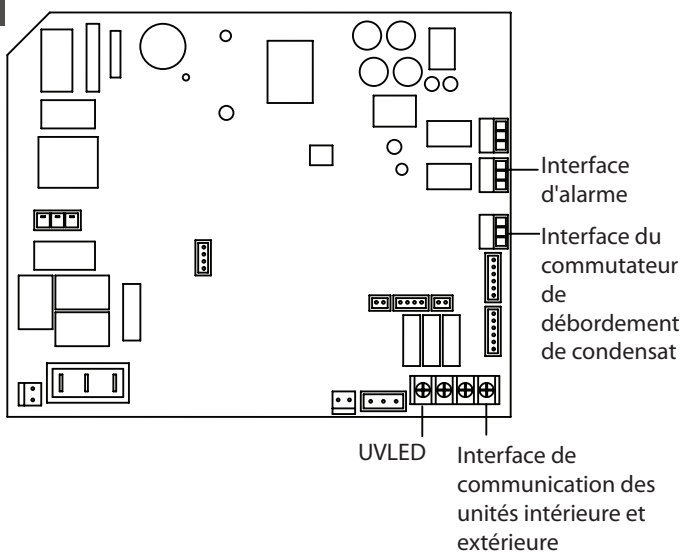 Interface
d'alarme
Interface du
commutateur
de
débordement
de condensat
UVLED
Interface de
communication des
unités intérieure et
extérieure